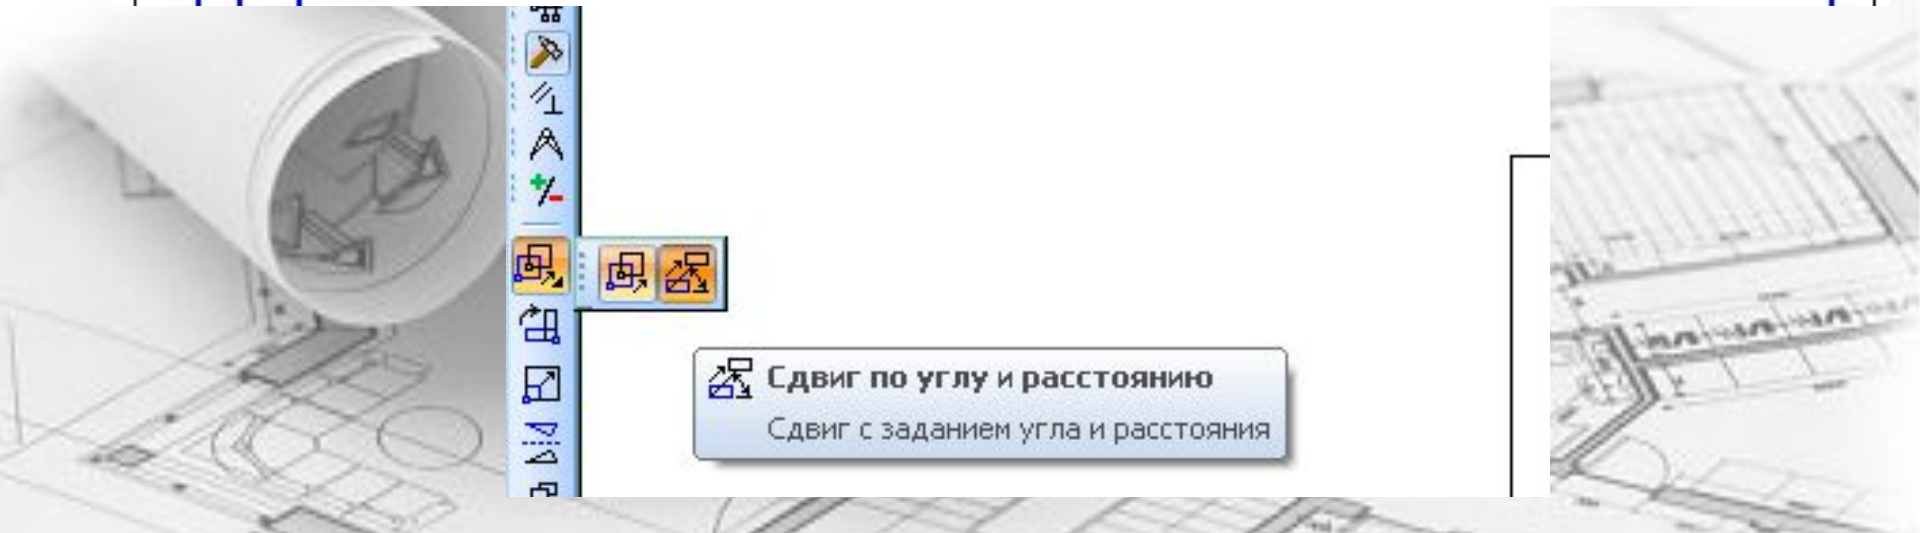 Сдвиг по углу и расстоянию
Сдвиг с заданием угла и расстояния